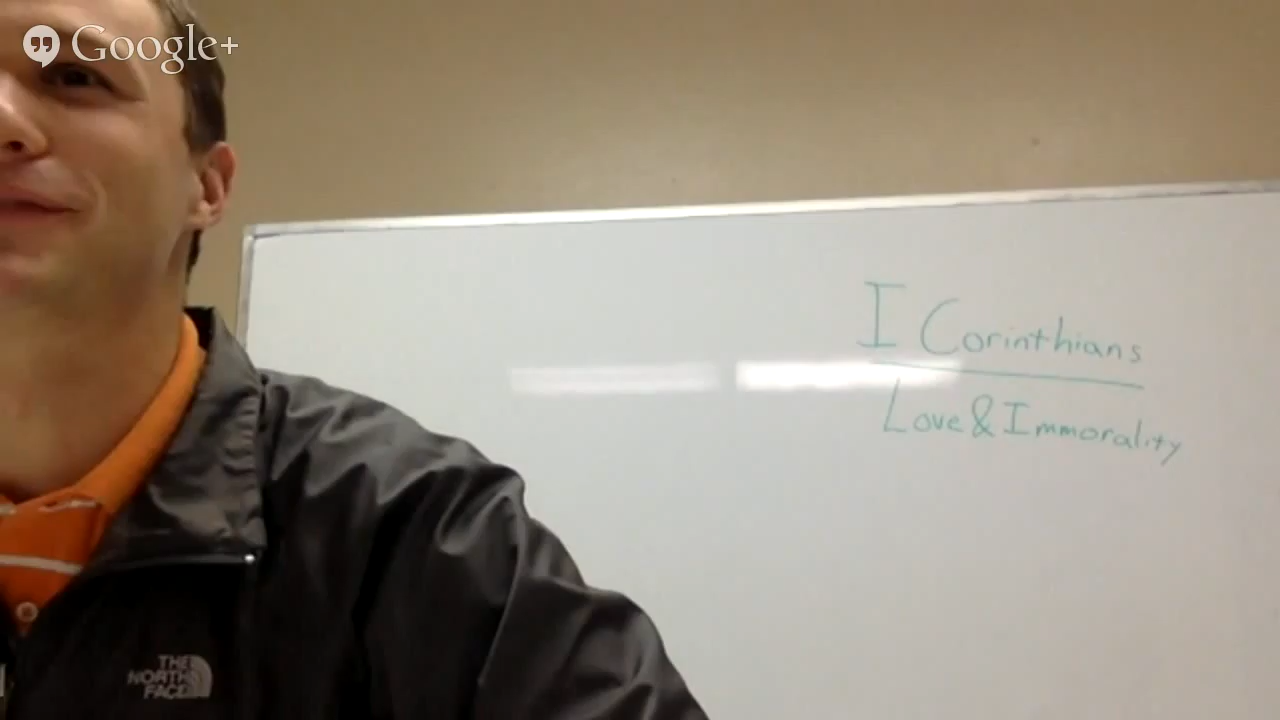 Google+
I Corinthians
Love & Immorality
THE
NORTH
FACE